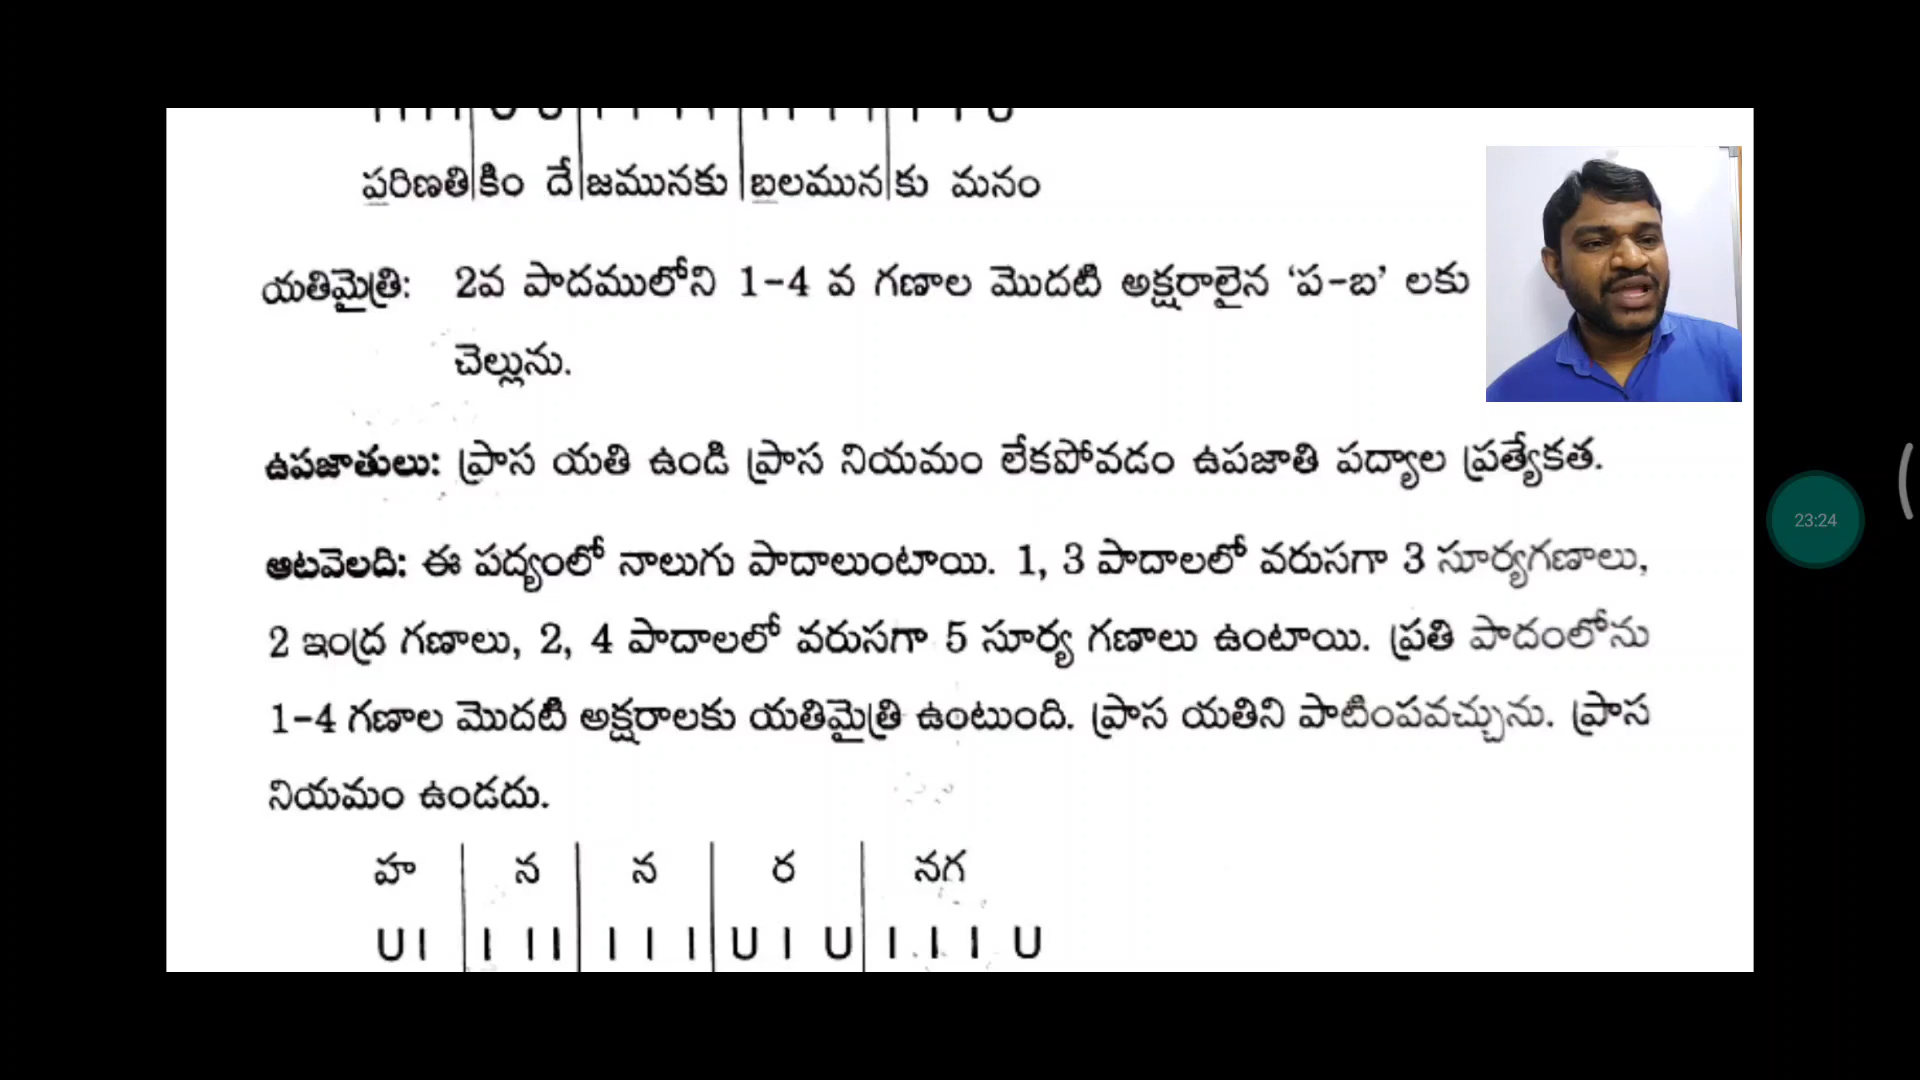 పరిణతి|కిం దే|జమునకు|బలమున|కు మనం
యతిమైత్రి: 2వ పాదములోని 1-4 వ గణాల మొదటి అక్షరాలైన ‘ప-బ’ లకు
చెల్లును.
ఉపజాతులు: ప్రాస యతి ఉండి ప్రాస నియమం లేకపోవడం ఉపజాతి పద్యాల ప్రత్యేకత.
ఆటవెలది: ఈ పద్యంలో నాలుగు పాదాలుంటాయి. 1, 3 పాదాలలో వరుసగా 3 సూర్యగణాలు,
2 ఇంద్ర గణాలు, 2, 4 పాదాలలో వరుసగా 5 సూర్య గణాలు ఉంటాయి. ప్రతి పాదంలోను
1-4 గణాల మొదటి అక్షరాలకు యతిమైత్రి ఉంటుంది. ప్రాస యతిని పాటింపవచ్చును. ప్రాస
నియమం ఉండదు.
హ | న | న | ర | నగ
U I | I I I | I I I | U I U | I I I U
23:24